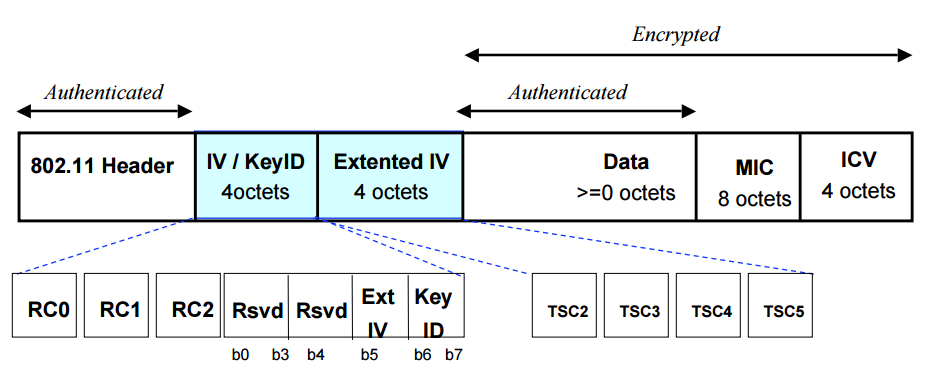 Encrypted
Authenticated Authenticated
802.11 Header IV / KeyID Extented IV Data MIC ICV
4octets 4 octets >=0 octets 8 octets 4 octets
RC0 RC1 RC2 Rsvd Rsvd Ext IV Key ID TSC2 TSC3 TSC4 TSC5
b0 b3 b4 b5 b6 b7